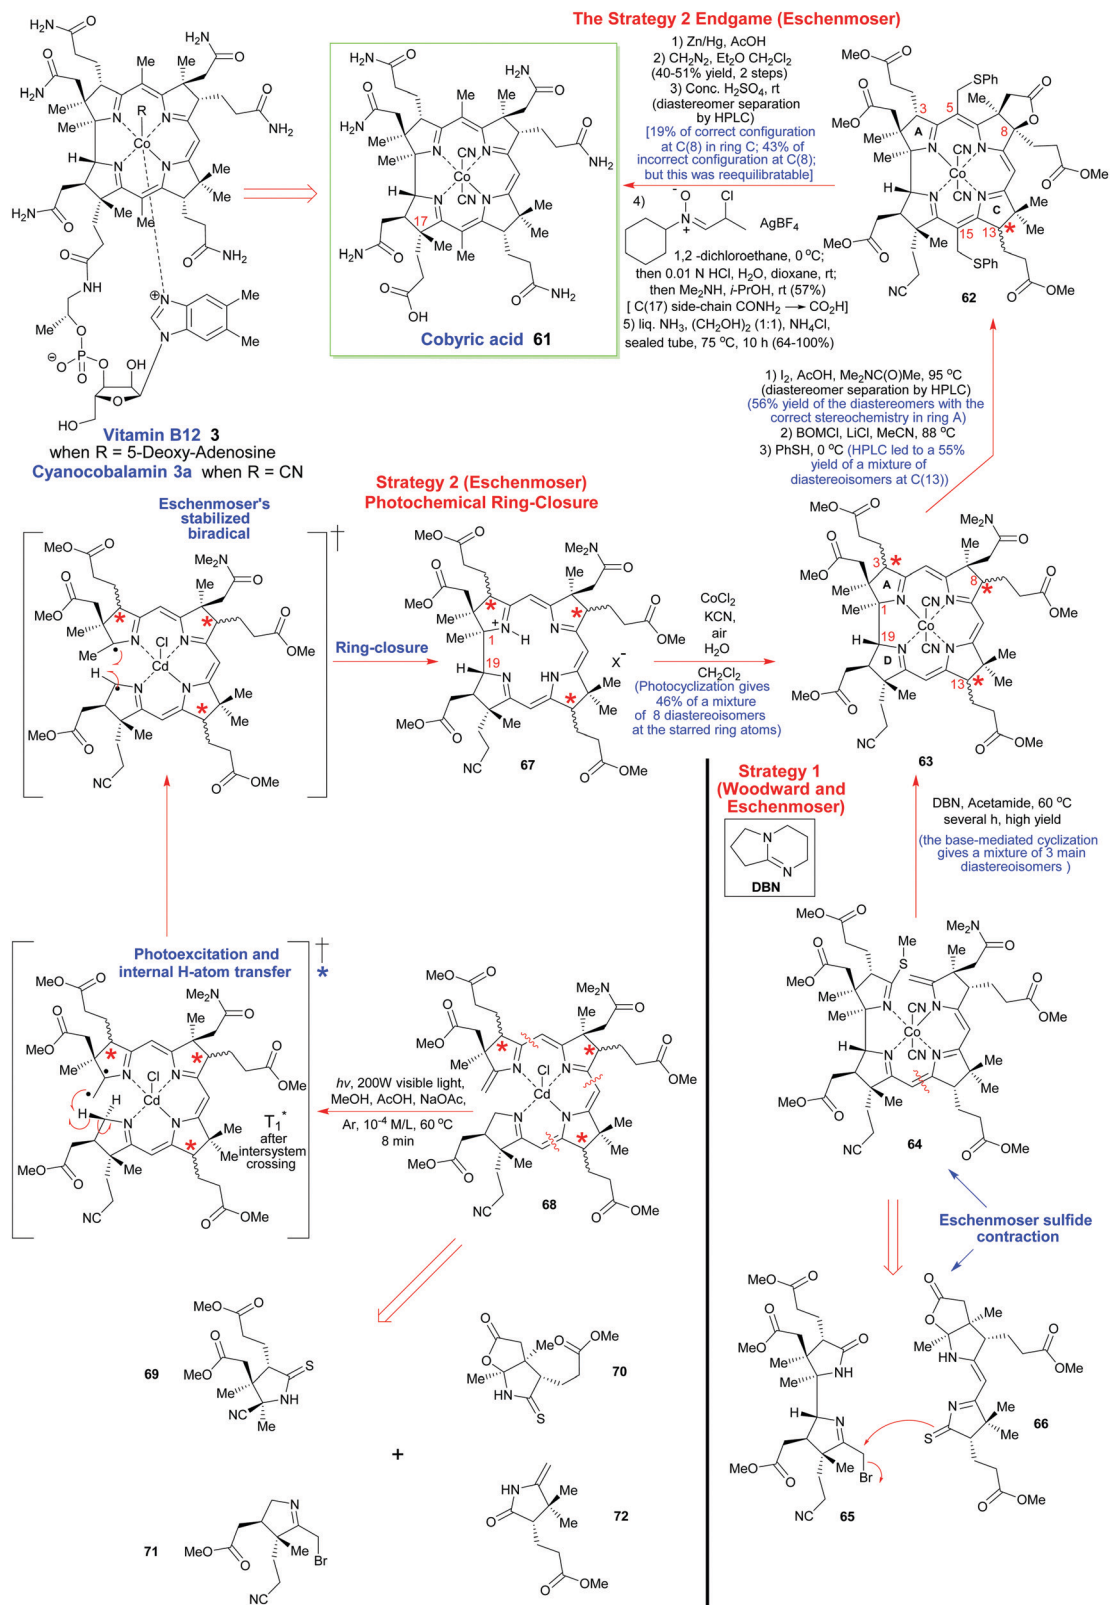 The Strategy 2 Endgame (Eschenmoser)
1) Zn/Hg, AcOH
2) CH2N2, Et2O CH2Cl2
(40-51% yield, 2 steps)
3) Conc. H2SO4, rt
(diastereomer separation
by HPLC)
[19% of correct configuration
at C(8) in ring C; 43% of
incorrect configuration at C(8);
but this was reequilibratable]
4)
AgBF4
1,2 -dichloroethane, 0 °C;
then 0.01 N HCl, H2O, dioxane, rt;
then Me2NH, i-PrOH, rt (57%)
[ C(17) side-chain CONH2 → CO2H]
5) liq. NH3, (CH2OH)2 (1:1), NH4Cl,
sealed tube, 75 °C, 10 h (64-100%)
Cobyric acid 61
62
Vitamin B12 3
when R = 5-Deoxy-Adenosine
Cyanocobalamin 3a when R = CN
1) I2, AcOH, Me2NC(O)Me, 95 °C
(diastereomer separation by HPLC)
(56% yield of the diastereomers with the
correct stereochemistry in ring A)
2) BOMCl, LiCl, MeCN, 88 °C
3) PhSH, 0 °C (HPLC led to a 55%
yield of a mixture of
diastereoisomers at C(13))
Strategy 2 (Eschenmoser)
Photochemical Ring-Closure
Eschenmoser's
stabilized
biradical
Ring-closure
67
X-
CoCl2
KCN,
air
H2O
CH2Cl2
(Photocyclization gives
46% of a mixture
of 8 diastereoisomers
at the starred ring atoms)
63
Strategy 1
(Woodward and
Eschenmoser)
DBN
DBN, Acetamide, 60 °C
several h, high yield
(the base-mediated cyclization
gives a mixture of 3 main
diastereoisomers )
Photoexcitation and
internal H-atom transfer
T1*
after
intersystem
crossing
hv, 200W visible light,
MeOH, AcOH, NaOAc,
Ar, 10-4 M/L, 60 °C
8 min
68
64
Eschenmoser sulfide
contraction
69
70
+
71
72
65
66